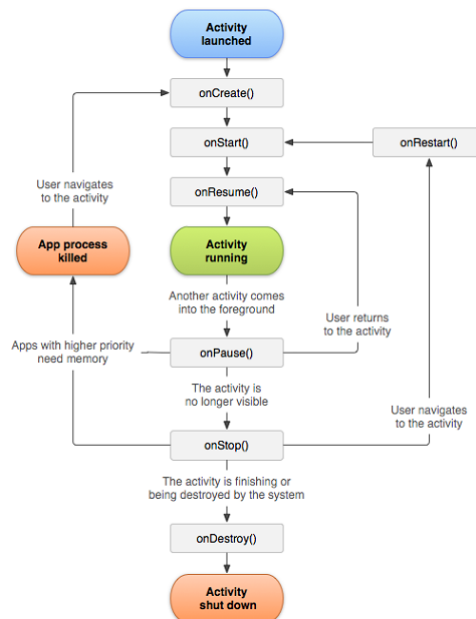 Activity
launched
onCreate()
onStart()
onRestart()
User navigates
to the activity
onResume()
App process
killed
Activity
running
Another activity comes
into the foreground
User returns
to the activity
Apps with higher priority
need memory
onPause()
The activity is
no longer visible
User navigates
to the activity
onStop()
The activity is finishing or
being destroyed by the system
onDestroy()
Activity
shut down